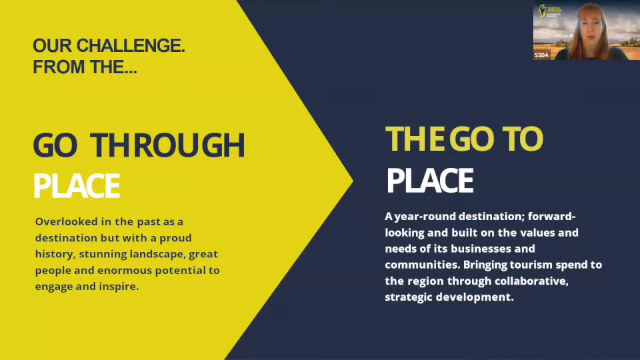 OUR CHALLENGE.
FROM THE...
GO THROUGH
PLACE
Overlooked in the past as a
destination but with a proud
history, stunning landscape, great
people and enormous potential to
engage and inspire.
THE GO TO
PLACE
A year-round destination; forward-
looking and built on the values and
needs of its businesses and
communities. Bringing tourism spend to
the region through collaborative,
strategic development.
SSDA